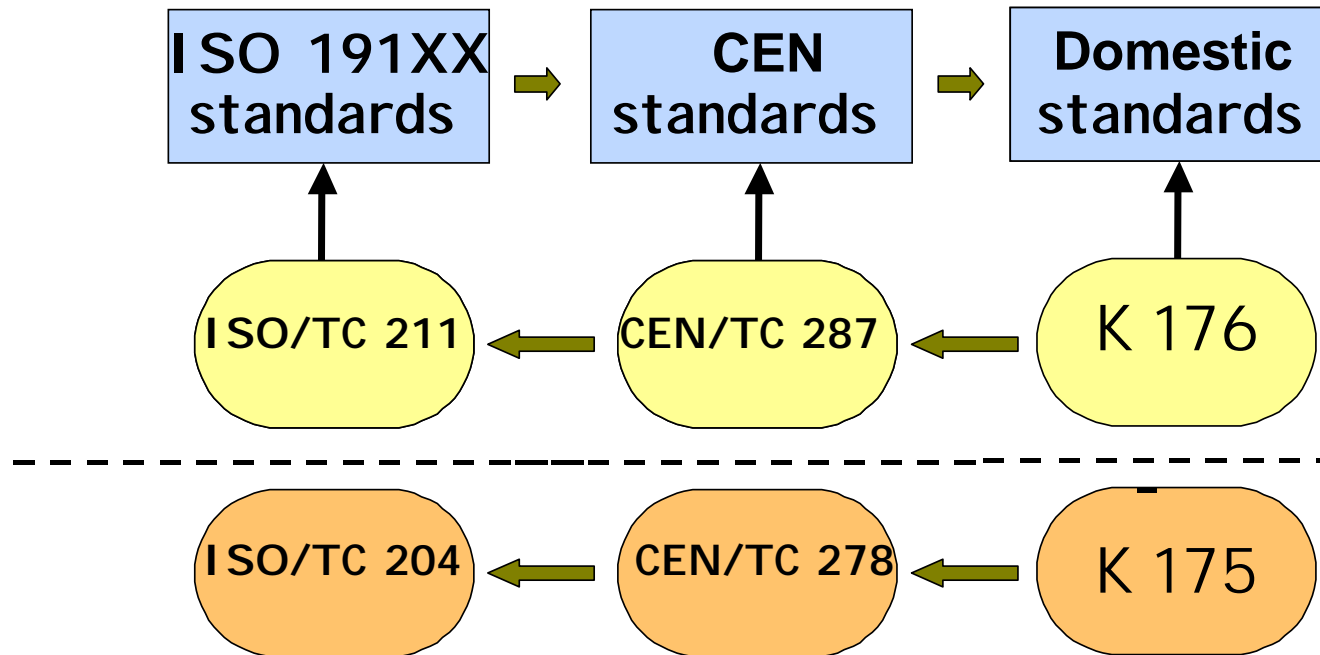 ISO 191XX
standards
CEN
standards
Domestic
standards
ISO/TC 211
CEN/TC 287
K 176
ISO/TC 204
CEN/TC 278
K 175